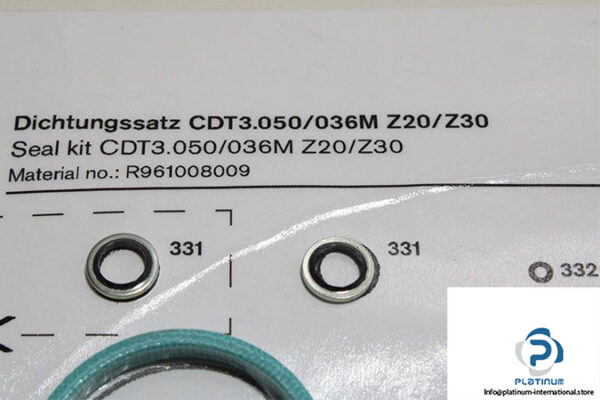 Dichtungssatz CDT3.050/036M Z20/Z30
Seal kit CDT3.050/036M Z20/Z30
Material no.: R961008009
331
331
332
PLATINUM
Info@platinum-international.store